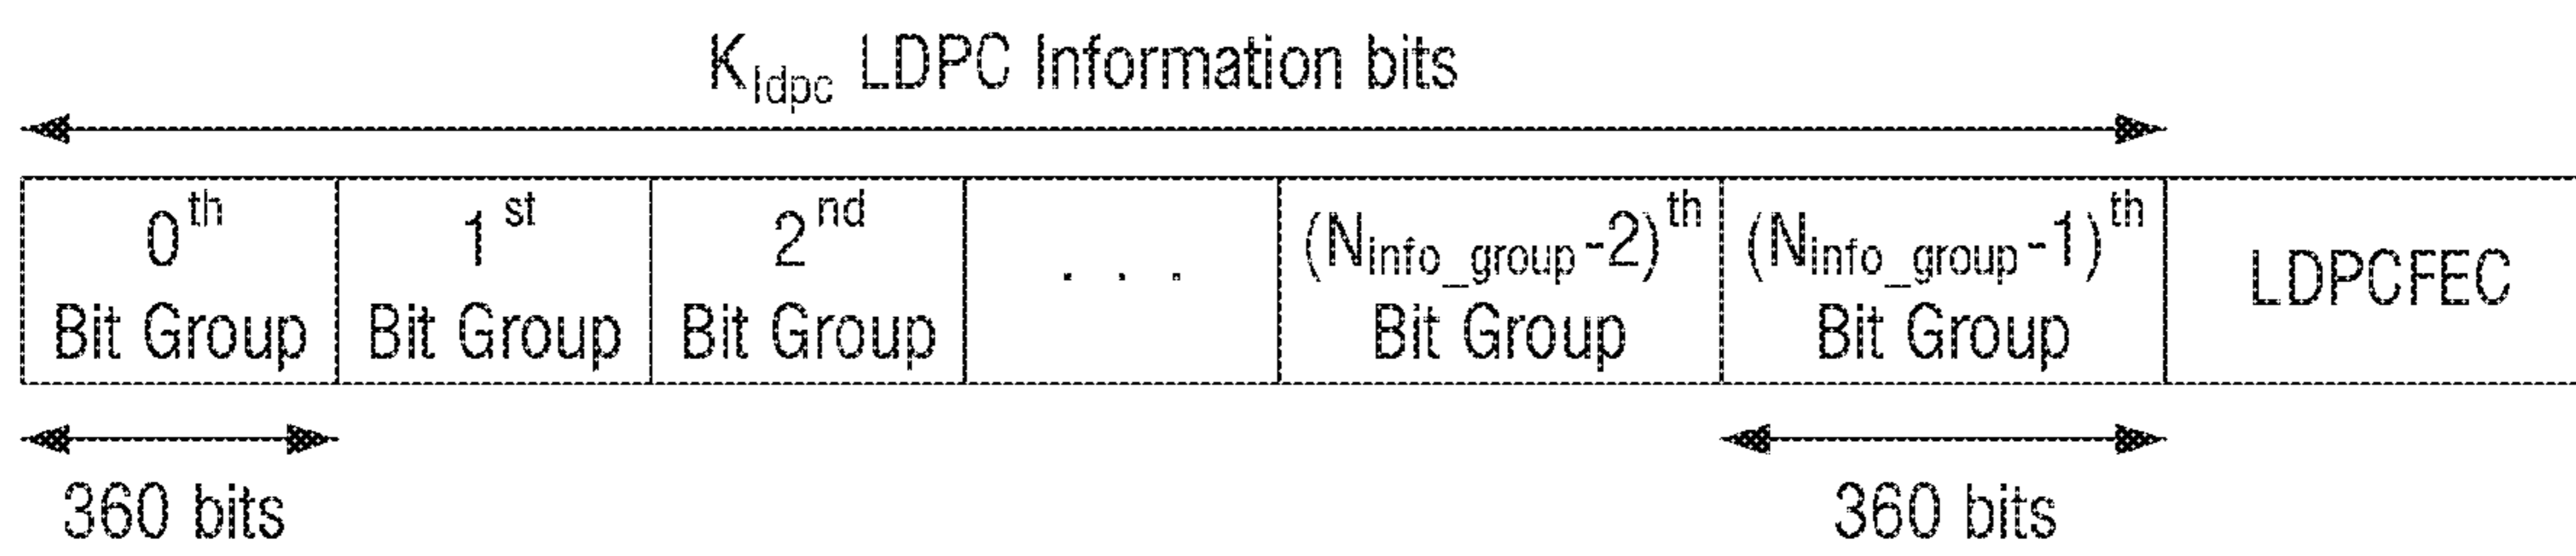 K_ldpc LDPC Information bits
0th Bit Group
1st Bit Group
2nd Bit Group
. . .
(N_info_group-2)th Bit Group
(N_info_group-1)th Bit Group
LDPCFEC
360 bits
360 bits